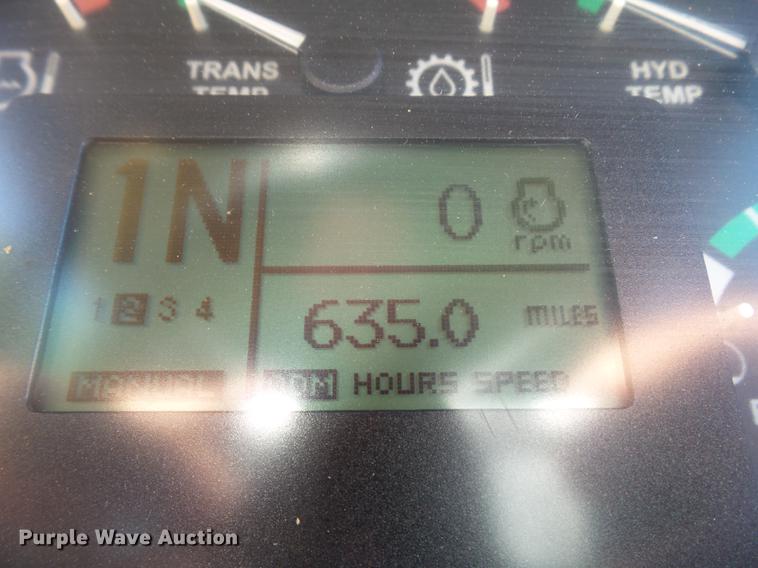 TRANS
TEMP
HYD
TEMP
1N
0
rpm
1 2 3 4
635.0 MILES
MANUAL
HOURS SPEED
Purple Wave Auction